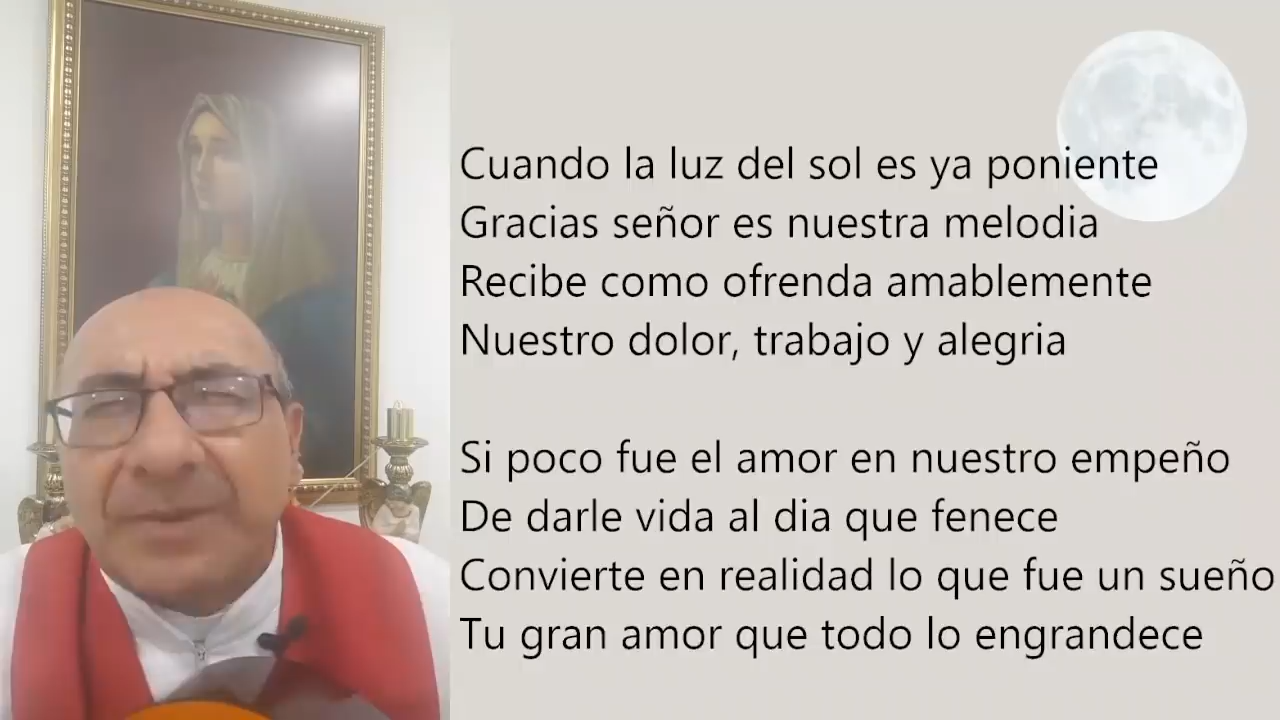 Cuando la luz del sol es ya poniente
Gracias señor es nuestra melodia
Recibe como ofrenda amablemente
Nuestro dolor, trabajo y alegria
Si poco fue el amor en nuestro empeño
De darle vida al dia que fenece
Convierte en realidad lo que fue un sueño
Tu gran amor que todo lo engrandece